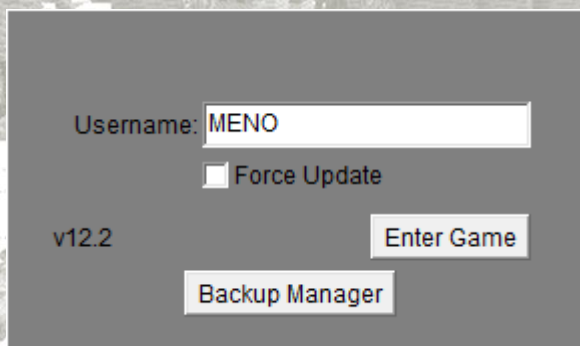 Username: MENO
Force Update
v12.2 Enter Game
Backup Manager